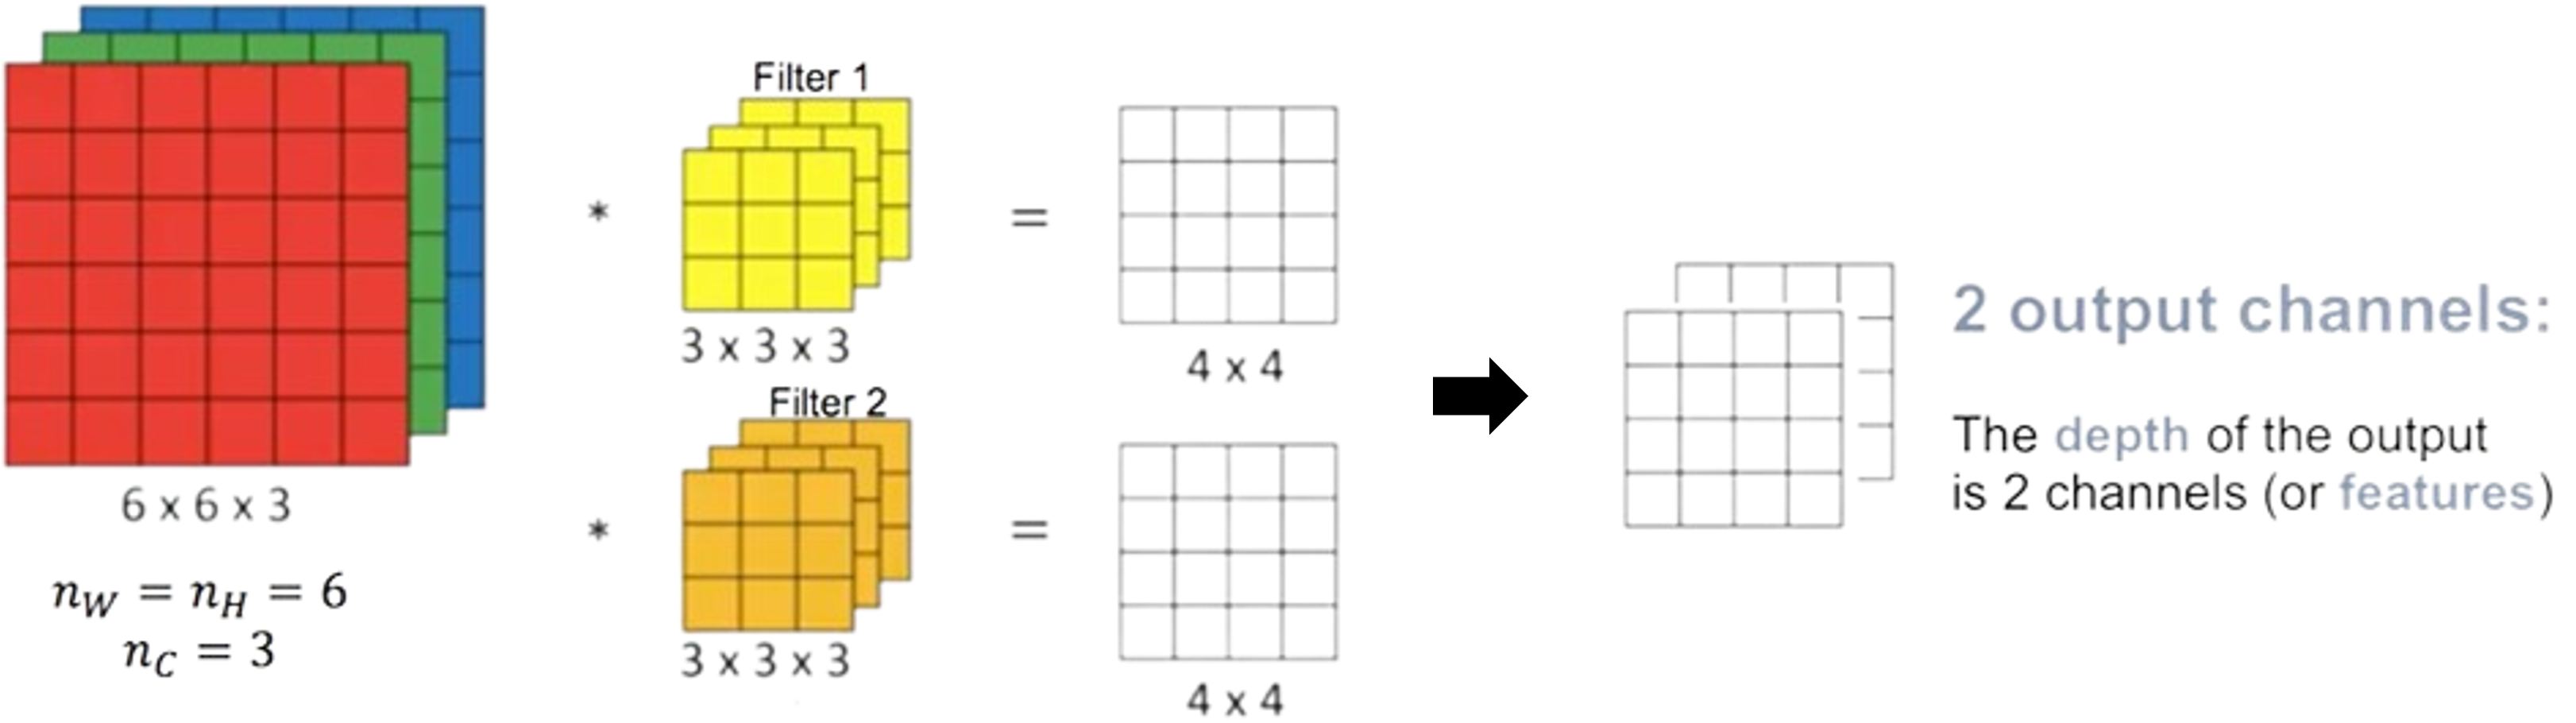 Filter 1
*
=
3 x 3 x 3
4 x 4
Filter 2
6 x 6 x 3
*
=
n_W = n_H = 6
n_C = 3
3 x 3 x 3
4 x 4
2 output channels:
The depth of the output
is 2 channels (or features)